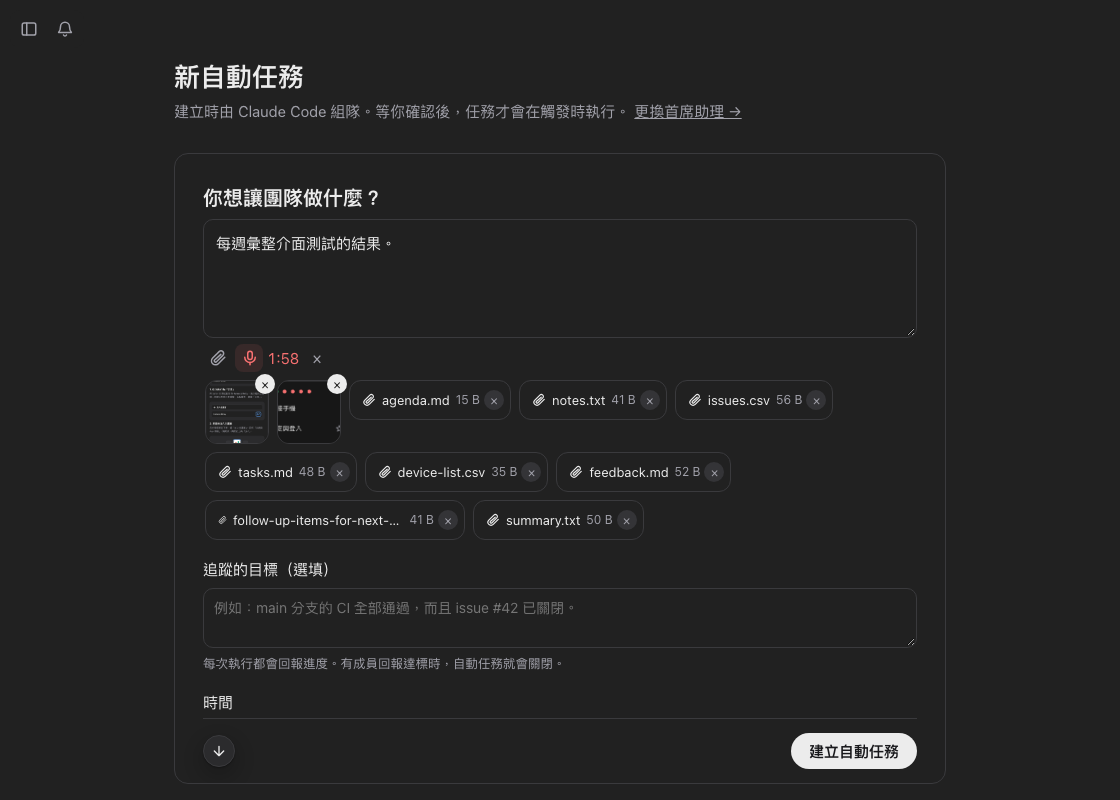 新自動任務
建立時由 Claude Code 組隊。等你確認後，任務才會在觸發時執行。 更換首席助理 →
你想讓團隊做什麼？
每週彙整介面測試的結果。
1:58
agenda.md 15 B
notes.txt 41 B
issues.csv 56 B
tasks.md 48 B
device-list.csv 35 B
feedback.md 52 B
follow-up-items-for-next-... 41 B
summary.txt 50 B
追蹤的目標（選填）
例如：main 分支的 CI 全部通過，而且 issue #42 已關閉。
每次執行都會回報進度。有成員回報達標時，自動任務就會關閉。
時間
建立自動任務